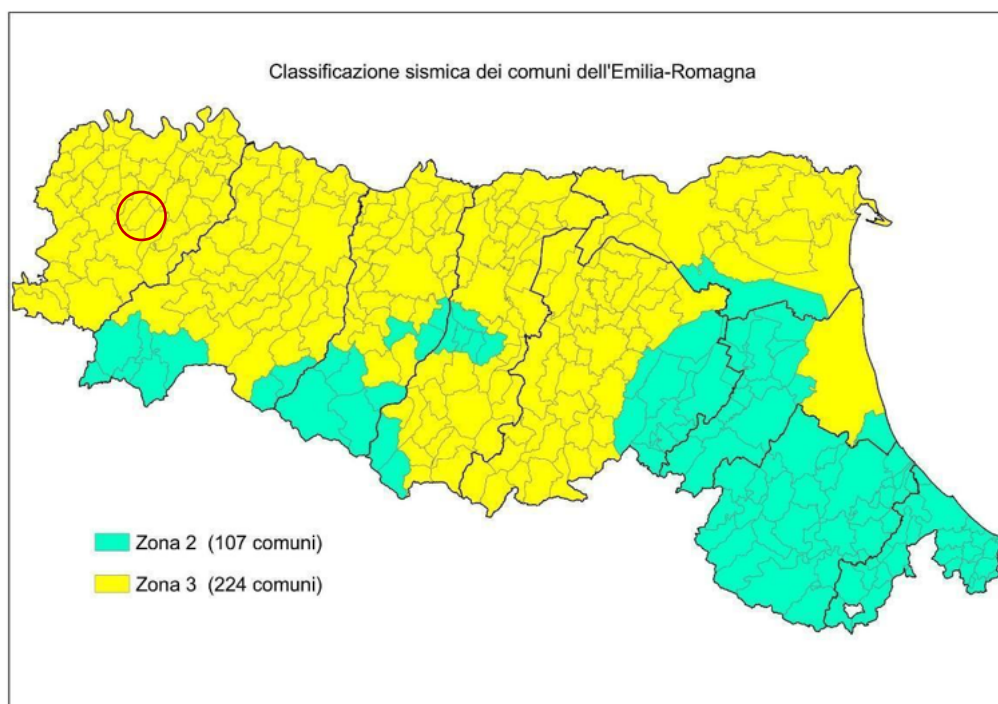 Classificazione sismica dei comuni dell'Emilia-Romagna
Zona 2 (107 comuni)
Zona 3 (224 comuni)